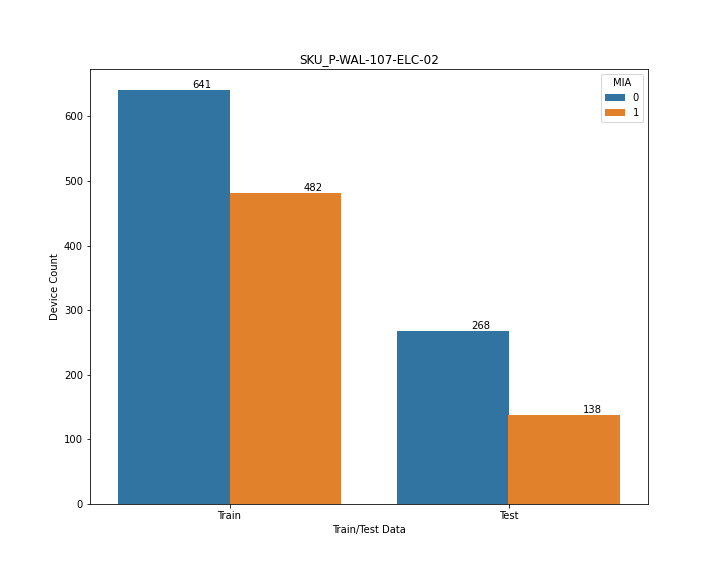 SKU_P-WAL-107-ELC-02
MIA
0
1
641
482
268
138
600
500
400
300
200
100
0
Device Count
Train
Test
Train/Test Data